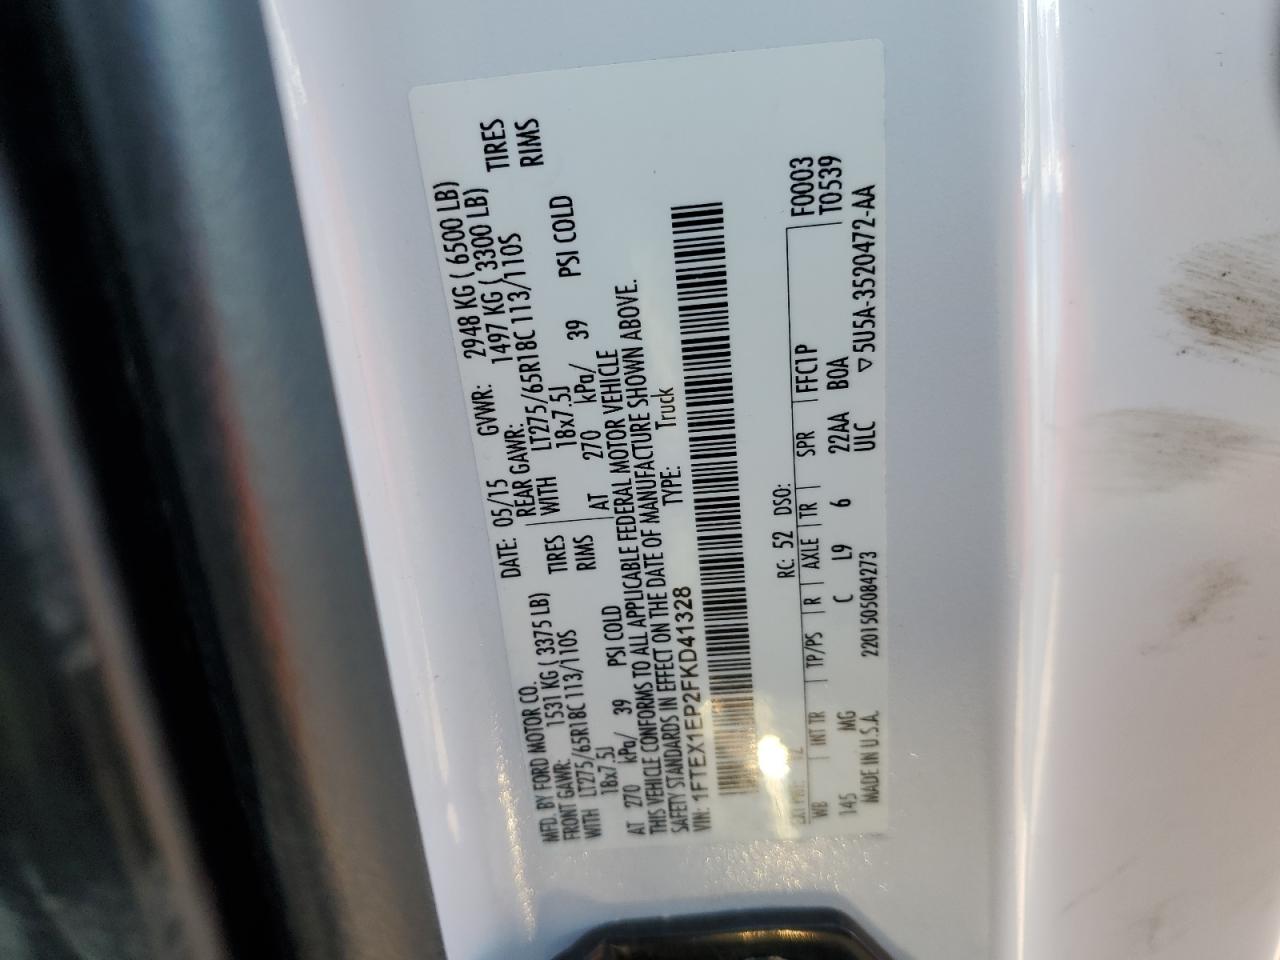 MFD. BY FORD MOTOR CO. DATE: 05/15 GVWR: 2948 KG ( 6500 LB)
FRONT GAWR: 1531 KG ( 3375 LB) REAR GAWR: 1497 KG ( 3300 LB)
WITH LT275/65R18C 113/110S TIRES WITH LT275/65R18C 113/110S TIRES
18x7.5J RIMS 18x7.5J RIMS
AT 270 kPa/ 39 PSI COLD AT 270 kPa/ 39 PSI COLD
THIS VEHICLE CONFORMS TO ALL APPLICABLE FEDERAL MOTOR VEHICLE
SAFETY STANDARDS IN EFFECT ON THE DATE OF MANUFACTURE SHOWN ABOVE.
VIN: 1FTEX1EP2FKD41328 TYPE: Truck
RC: 52 DSO: F0003
WB INT TR TP/PS R AXLE TR SPR FFC1P T0539
145 MG C L9 6 22AA BOA
ULC
MADE IN U.S.A. 2201505084273 ▽5U5A-3520472-AA